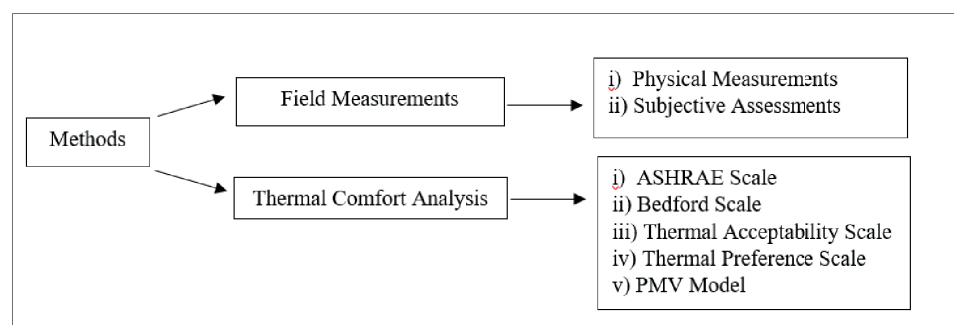 Methods
Field Measurements
i) Physical Measurements
ii) Subjective Assessments
Thermal Comfort Analysis
i) ASHRAE Scale
ii) Bedford Scale
iii) Thermal Acceptability Scale
iv) Thermal Preference Scale
v) PMV Model